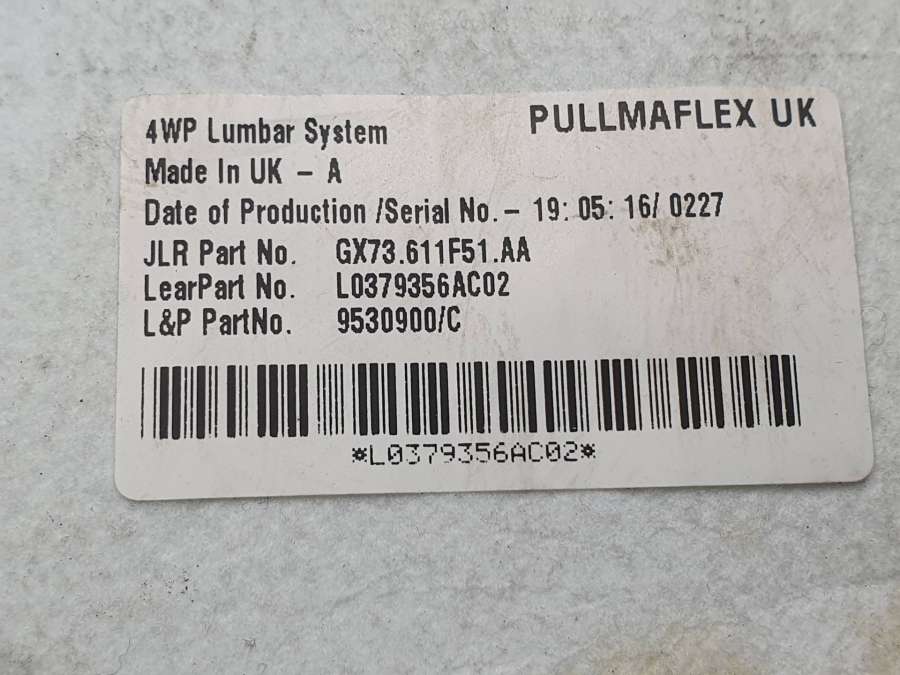 PULLMAFLEX UK
4WP Lumbar System
Made In UK - A
Date of Production /Serial No.- 19: 05: 16/ 0227
JLR Part No. GX73.611F51.AA
LearPart No. L0379356AC02
L&P PartNo. 9530900/C
*L0379356AC02*